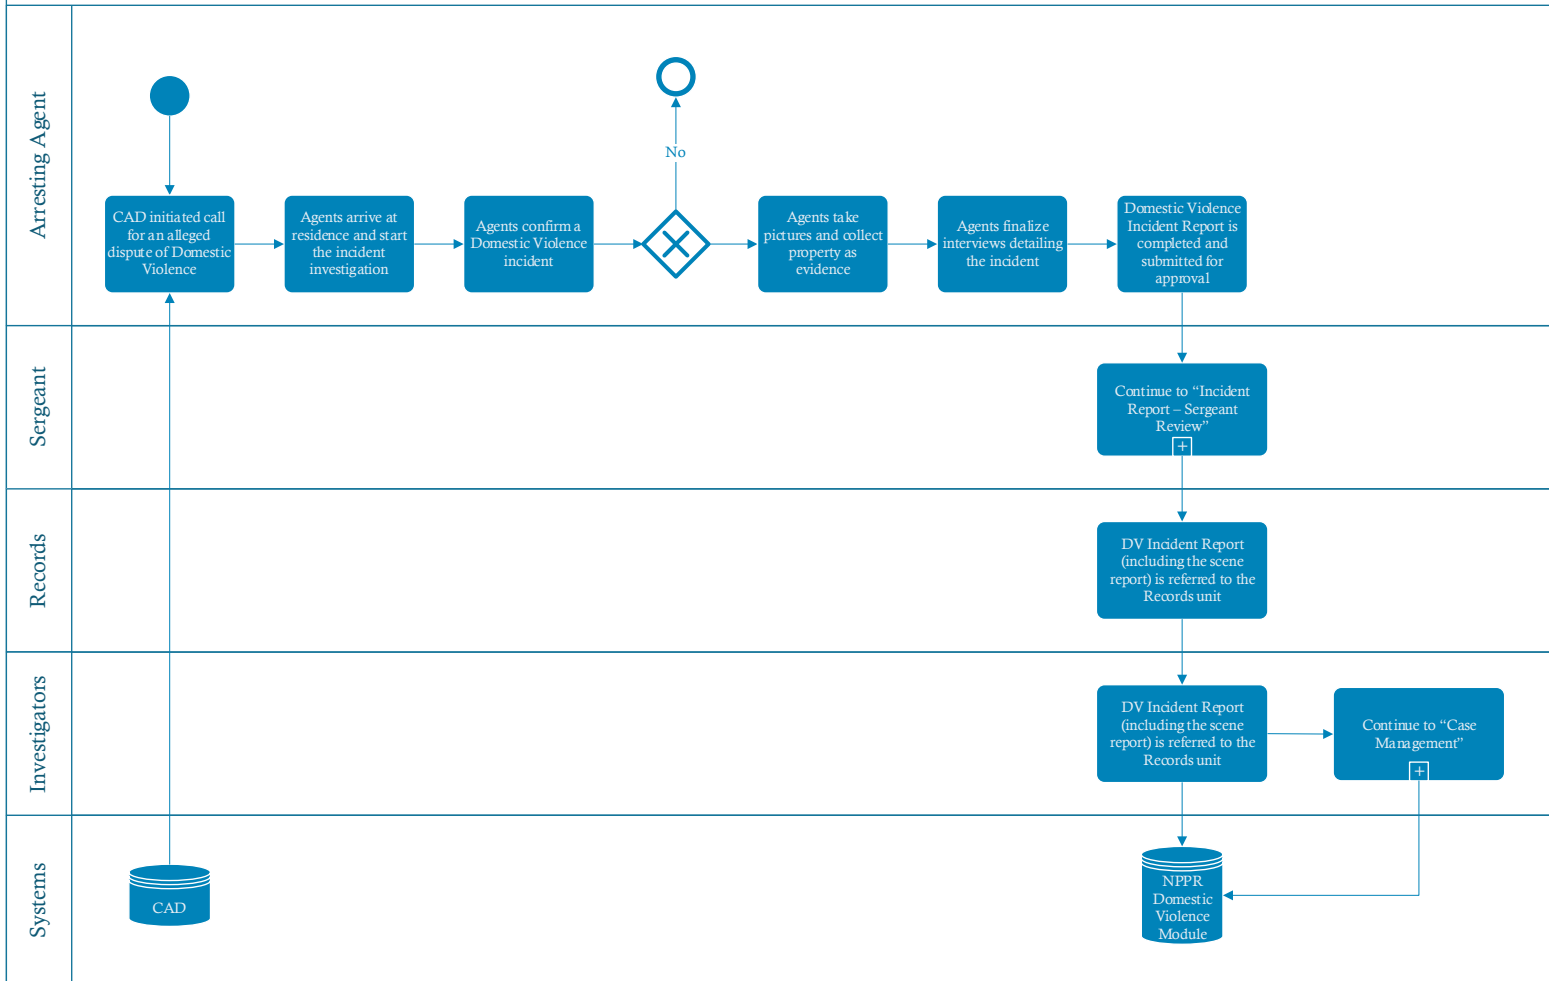 Arresting Agent
CAD initiated call
for an alleged
dispute of Domestic
Violence
Agents arrive at
residence and start
the incident
investigation
Agents confirm a
Domestic Violence
incident
No
Agents take
pictures and collect
property as
evidence
Agents finalize
interviews detailing
the incident
Domestic Violence
Incident Report is
completed and
submitted for
approval
Sergeant
Continue to “Incident
Report – Sergeant
Review”
Records
DV Incident Report
(including the scene
report) is referred to the
Records unit
Investigators
DV Incident Report
(including the scene
report) is referred to the
Records unit
Continue to “Case
Management”
Systems
CAD
NPPR
Domestic
Violence
Module